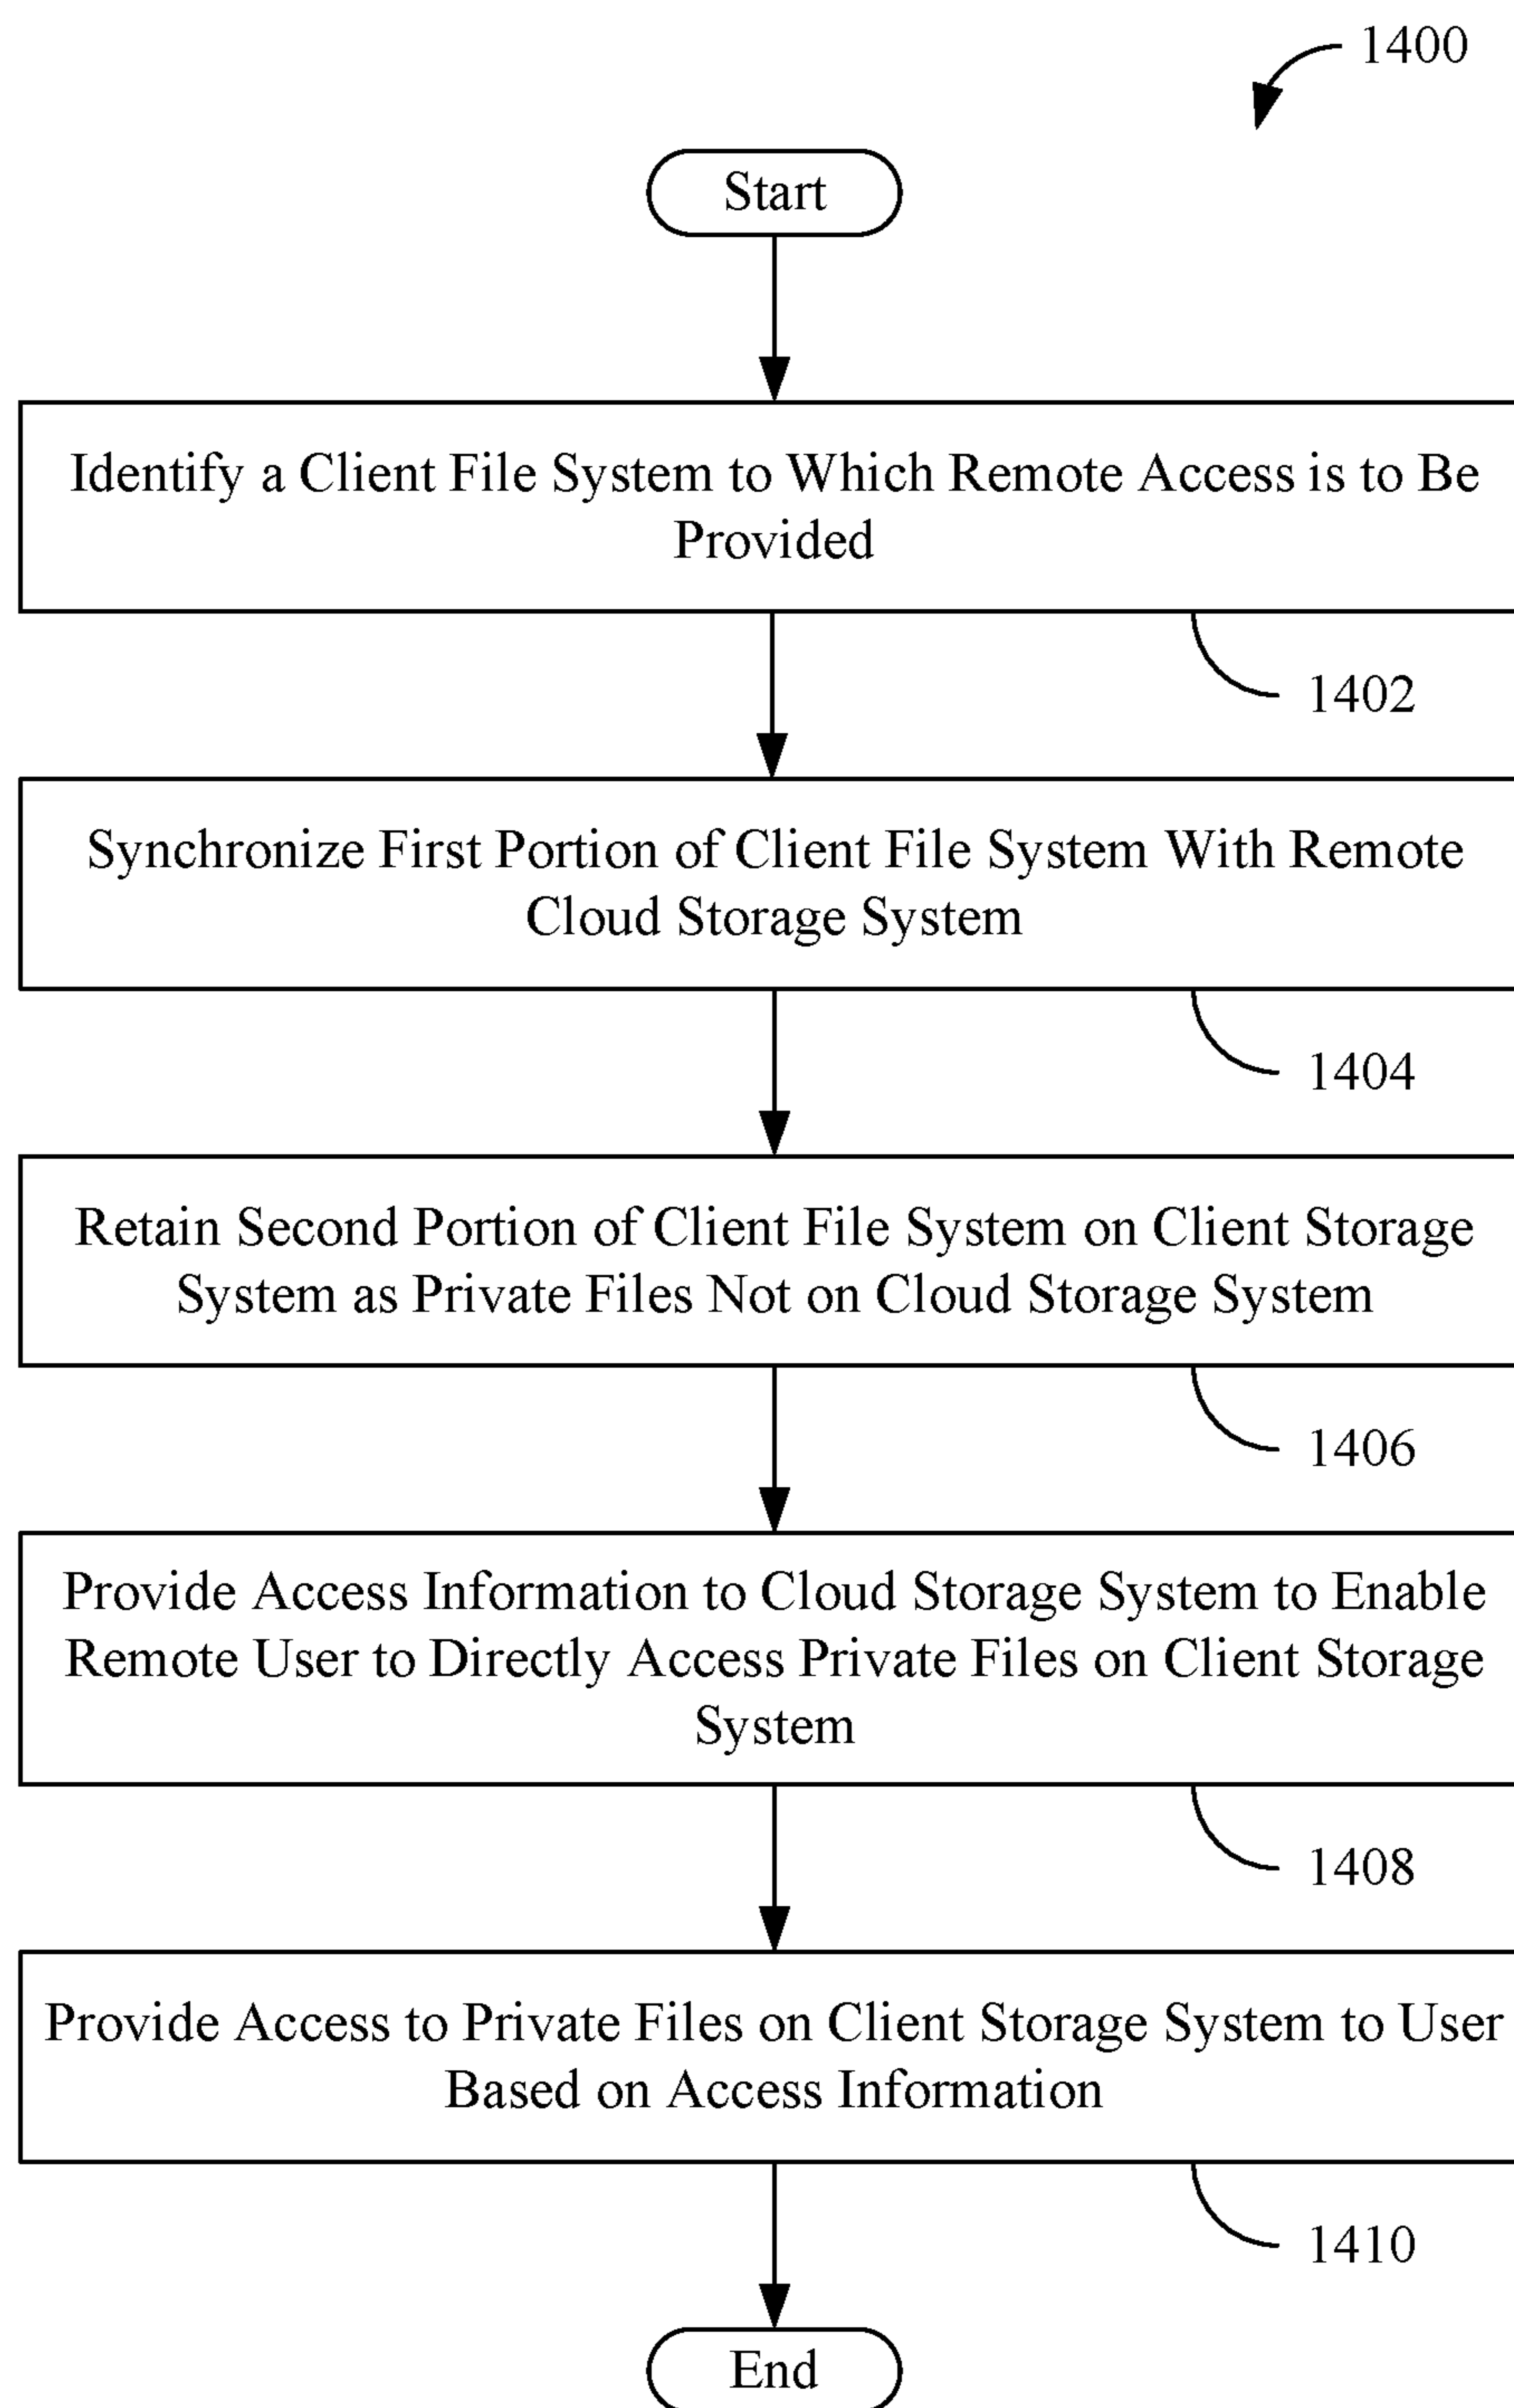 1400
Start
Identify a Client File System to Which Remote Access is to Be
Provided
1402
Synchronize First Portion of Client File System With Remote
Cloud Storage System
1404
Retain Second Portion of Client File System on Client Storage
System as Private Files Not on Cloud Storage System
1406
Provide Access Information to Cloud Storage System to Enable
Remote User to Directly Access Private Files on Client Storage
System
1408
Provide Access to Private Files on Client Storage System to User
Based on Access Information
1410
End